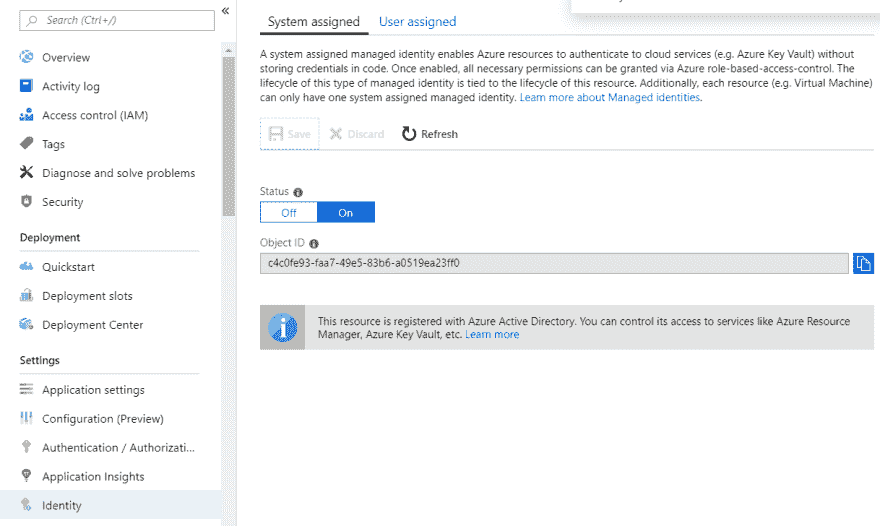 Search (Ctrl+/)
«
Overview
Activity log
Access control (IAM)
Tags
Diagnose and solve problems
Security
Deployment
Quickstart
Deployment slots
Deployment Center
Settings
Application settings
Configuration (Preview)
Authentication / Authorizati...
Application Insights
Identity
System assigned User assigned
A system assigned managed identity enables Azure resources to authenticate to cloud services (e.g. Azure Key Vault) without
storing credentials in code. Once enabled, all necessary permissions can be granted via Azure role-based-access-control. The
lifecycle of this type of managed identity is tied to the lifecycle of this resource. Additionally, each resource (e.g. Virtual Machine)
can only have one system assigned managed identity. Learn more about Managed identities.
Save Discard Refresh
Status
Off On
Object ID
c4c0fe93-faa7-49e5-83b6-a0519ea23ff0
This resource is registered with Azure Active Directory. You can control its access to services like Azure Resource
Manager, Azure Key Vault, etc. Learn more